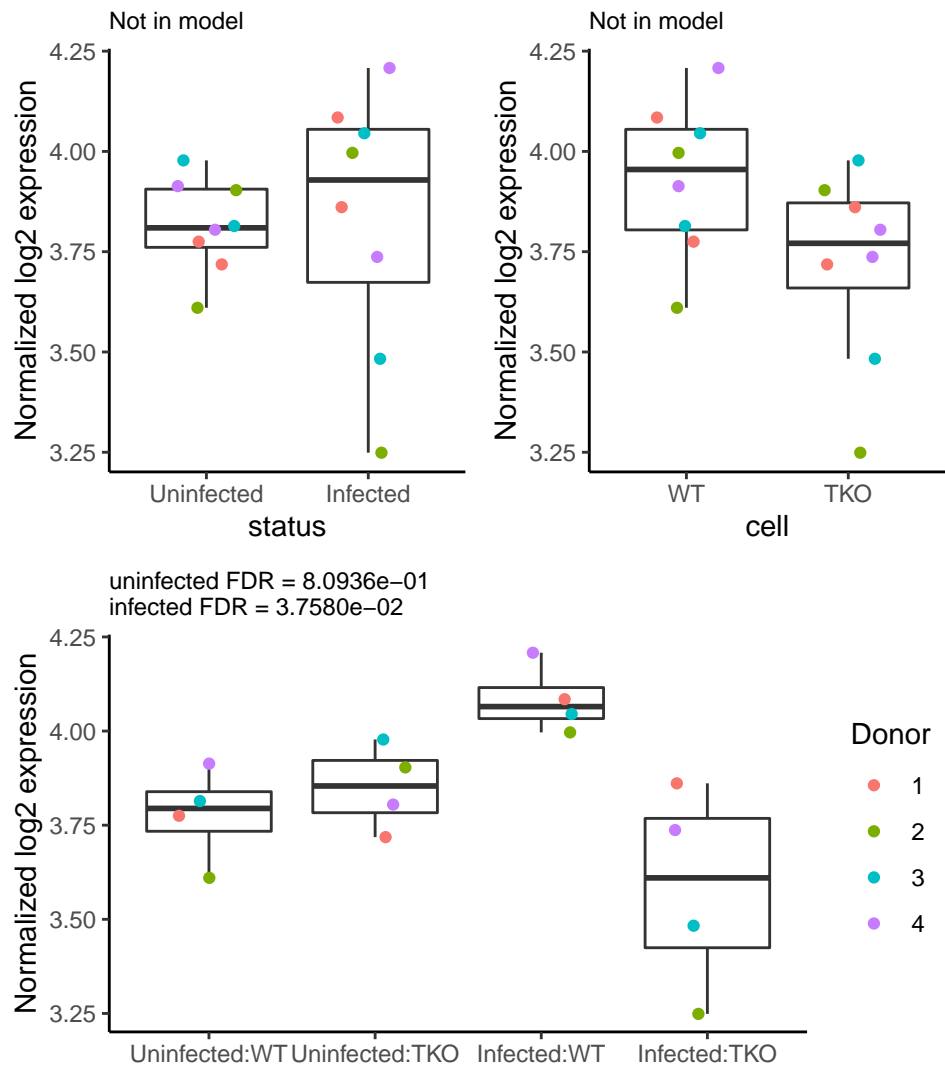 Not in model
Normalized log2 expression
4.25
4.00
3.75
3.50
3.25
Uninfected
Infected
status
Not in model
Normalized log2 expression
4.25
4.00
3.75
3.50
3.25
WT
TKO
cell
uninfected FDR = 8.0936e−01
infected FDR = 3.7580e−02
Normalized log2 expression
4.25
4.00
3.75
3.50
3.25
Uninfected:WT
Uninfected:TKO
Infected:WT
Infected:TKO
Donor
1
2
3
4